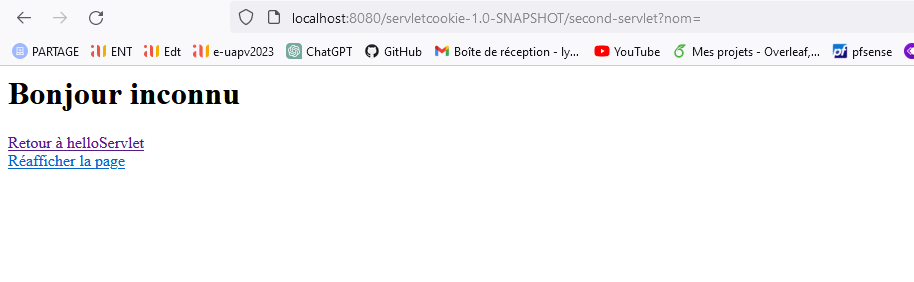 localhost:8080/servletcookie-1.0-SNAPSHOT/second-servlet?nom=
PARTAGE ENT Edt e-uapv2023 ChatGPT GitHub Boîte de réception - ly... YouTube Mes projets - Overleaf,... pfsense
Bonjour inconnu
Retour à helloServlet
Réafficher la page